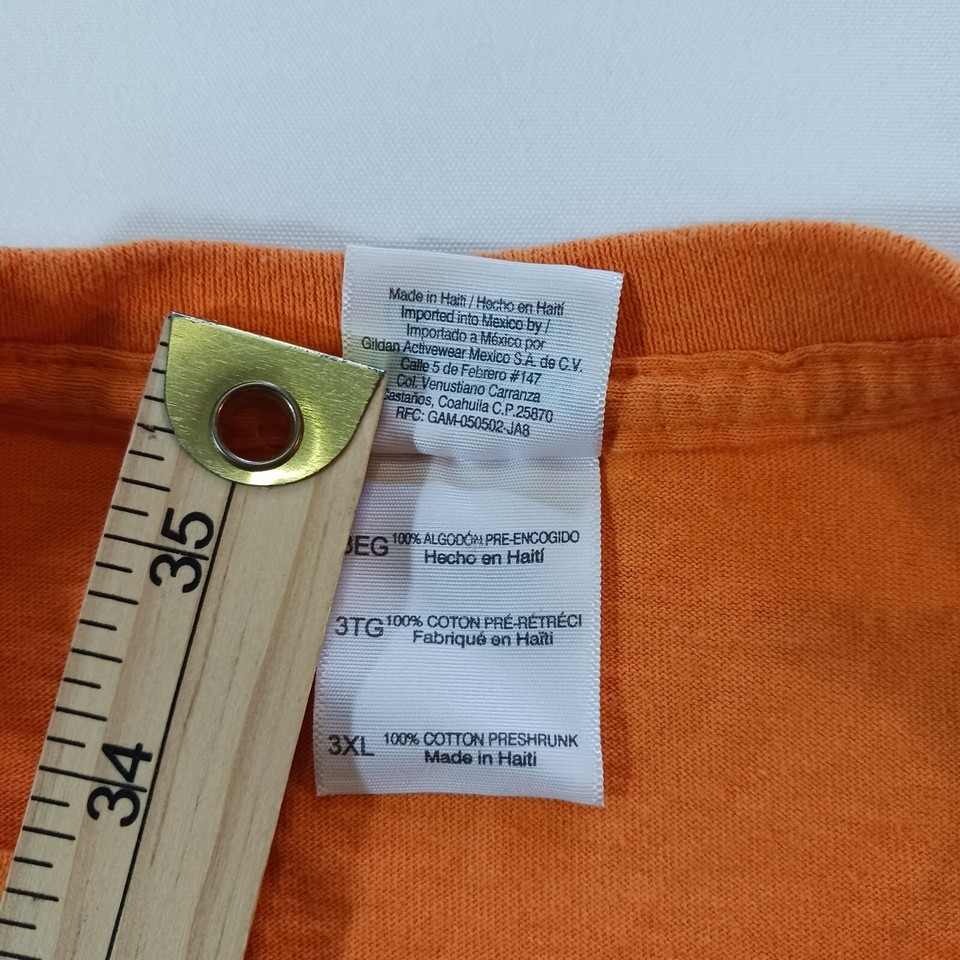 Made in Haiti / Hecho en Haití
Imported into Mexico by /
Importado a México por
Gildan Activewear Mexico S.A. de C.V.
Calle 5 de Febrero #147
Col. Venustiano Carranza
Castaños, Coahuila C.P.25870
RFC: GAM-050502-JA8
3EG 100% ALGODÓN PRE-ENCOGIDO
Hecho en Haití
3TG 100% COTON PRÉ-RÉTRÉCI
Fabriqué en Haïti
3XL 100% COTTON PRESHRUNK
Made in Haiti
35
34